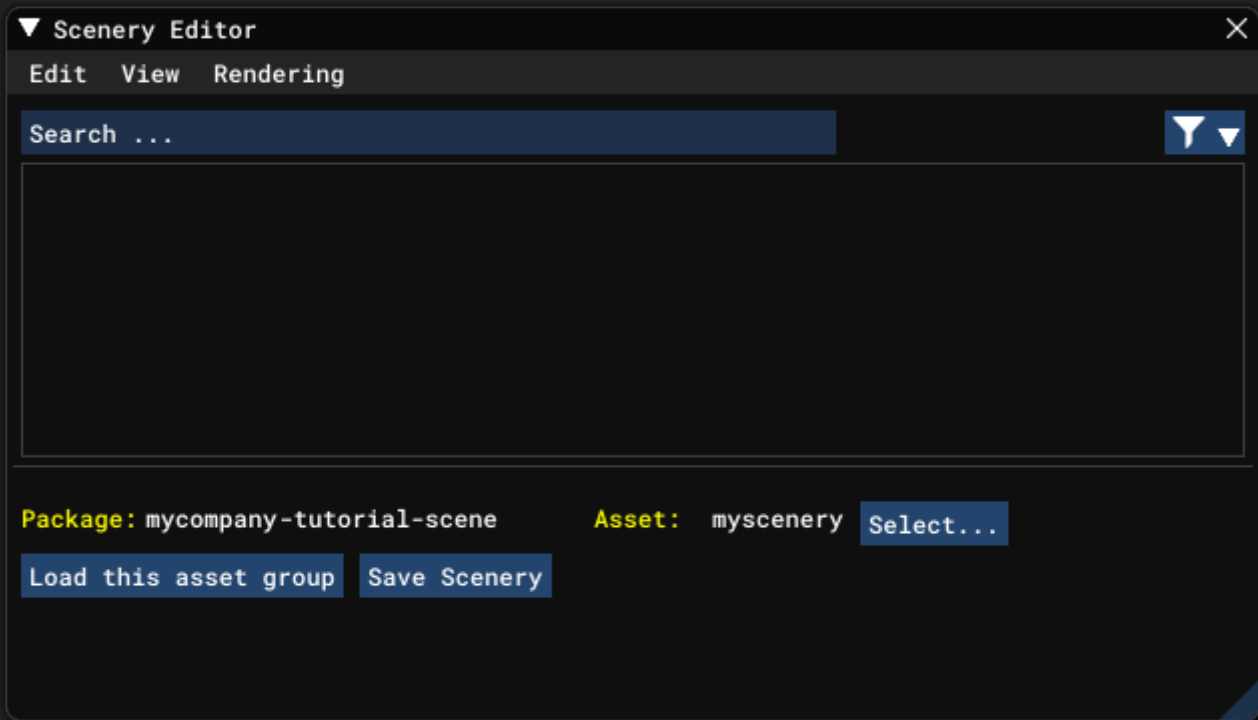 Scenery Editor
Edit View Rendering
Search ...
Package: mycompany-tutorial-scene Asset: myscenery Select...
Load this asset group Save Scenery